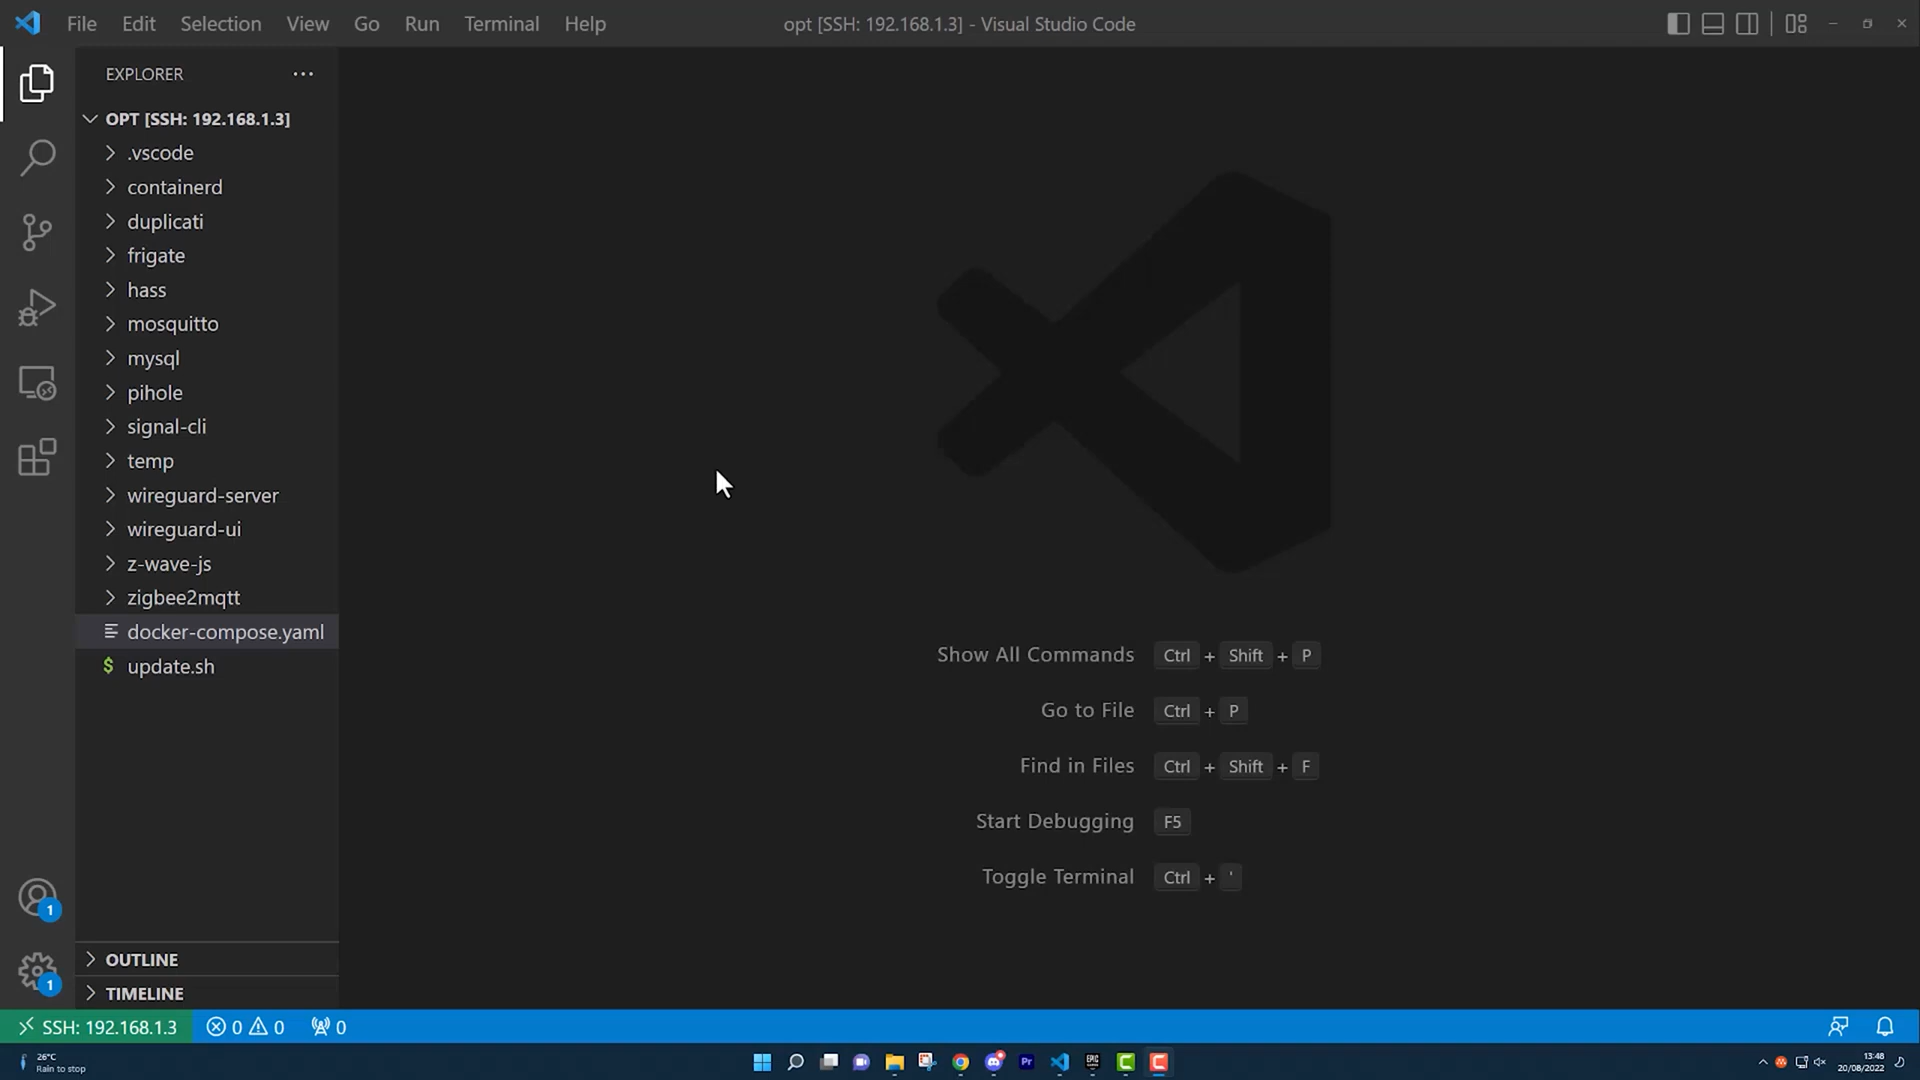 File Edit Selection View Go Run Terminal Help
opt [SSH: 192.168.1.3] - Visual Studio Code
EXPLORER
OPT [SSH: 192.168.1.3]
.vscode
containerd
duplicati
frigate
hass
mosquitto
mysql
pihole
signal-cli
temp
wireguard-server
wireguard-ui
z-wave-js
zigbee2mqtt
docker-compose.yaml
$ update.sh
Show All Commands Ctrl + Shift + P
Go to File Ctrl + P
Find in Files Ctrl + Shift + F
Start Debugging F5
Toggle Terminal Ctrl + '
1
1
OUTLINE
TIMELINE
SSH: 192.168.1.3 0 0 0
26°C
Rain to stop
Pr
EPIC
13:48
20/08/2022